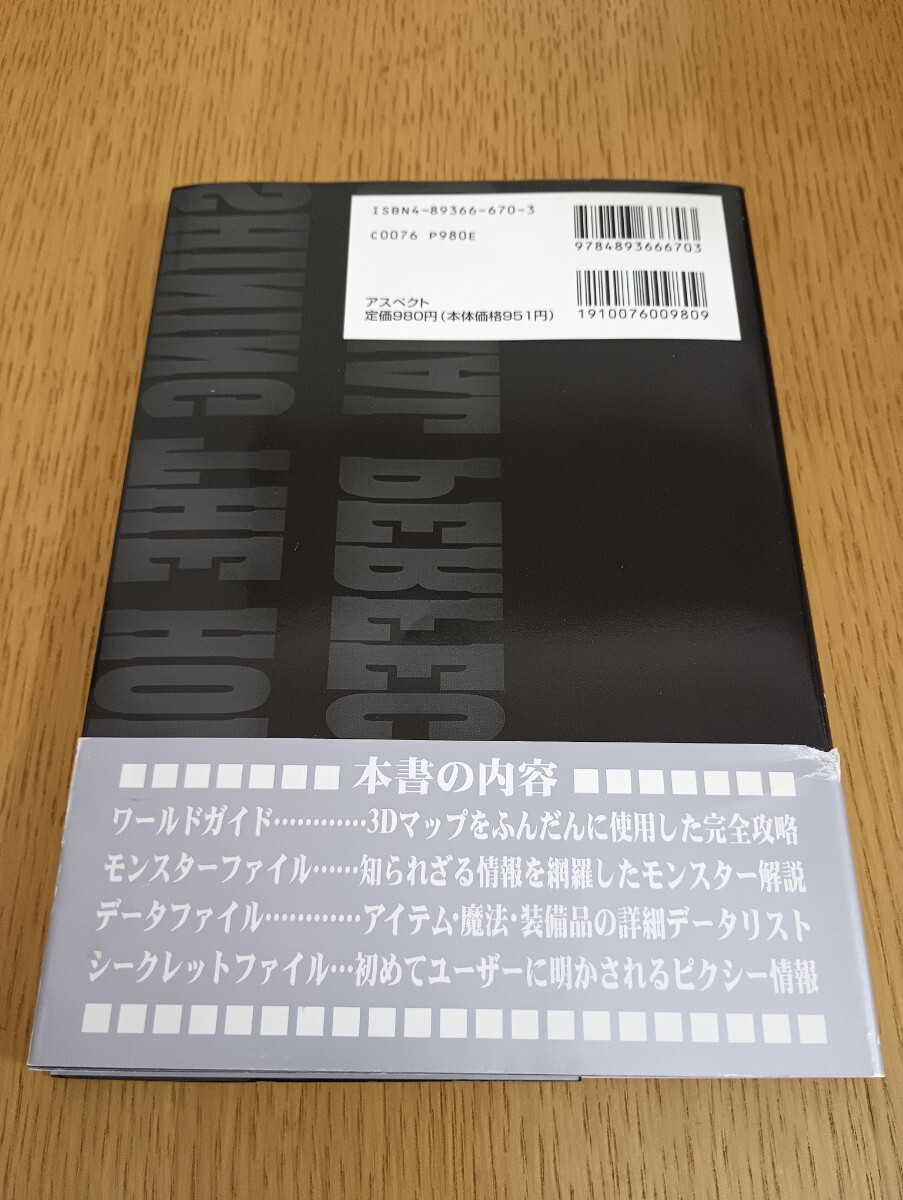 ISBN4-89366-670-3
C0076 P980E
9784893666703
1910076009809
アスペクト
定価980円(本体価格951円)
SHINING THE HOL
PERFEC
本書の内容
ワールドガイド…………3Dマップをふんだんに使用した完全攻略
モンスターファイル……知られざる情報を網羅したモンスター解説
データファイル…………アイテム・魔法・装備品の詳細データリスト
シークレットファイル…初めてユーザーに明かされるピクシー情報